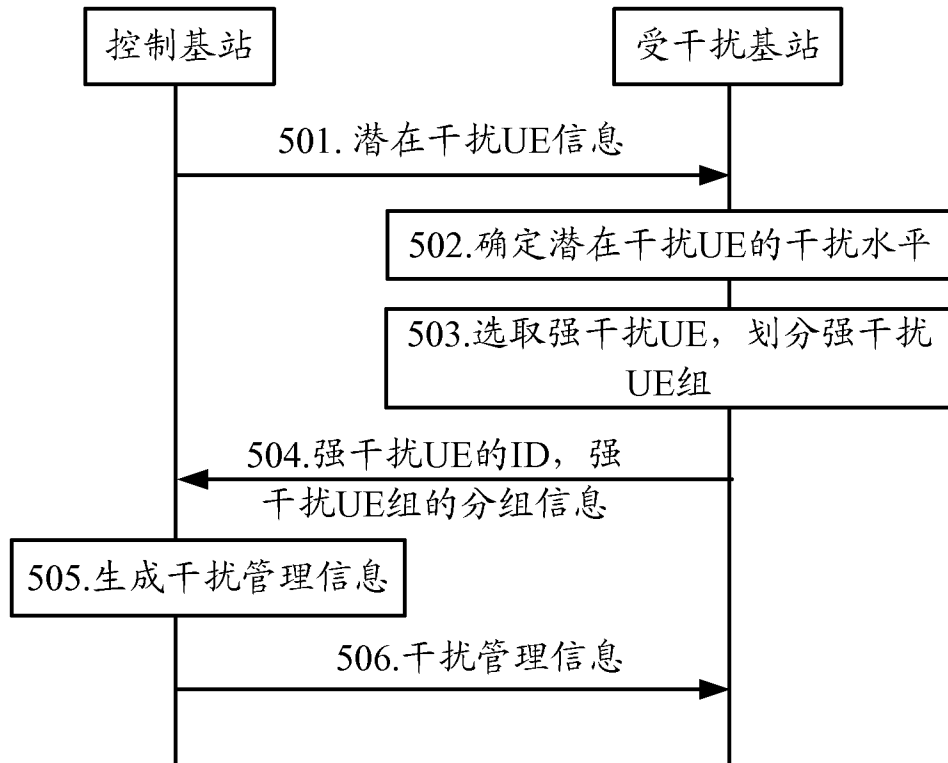 控制基站
受干扰基站
501. 潜在干扰UE信息
502.确定潜在干扰UE的干扰水平
503.选取强干扰UE，划分强干扰
UE组
504.强干扰UE的ID，强
干扰UE组的分组信息
505.生成干扰管理信息
506.干扰管理信息